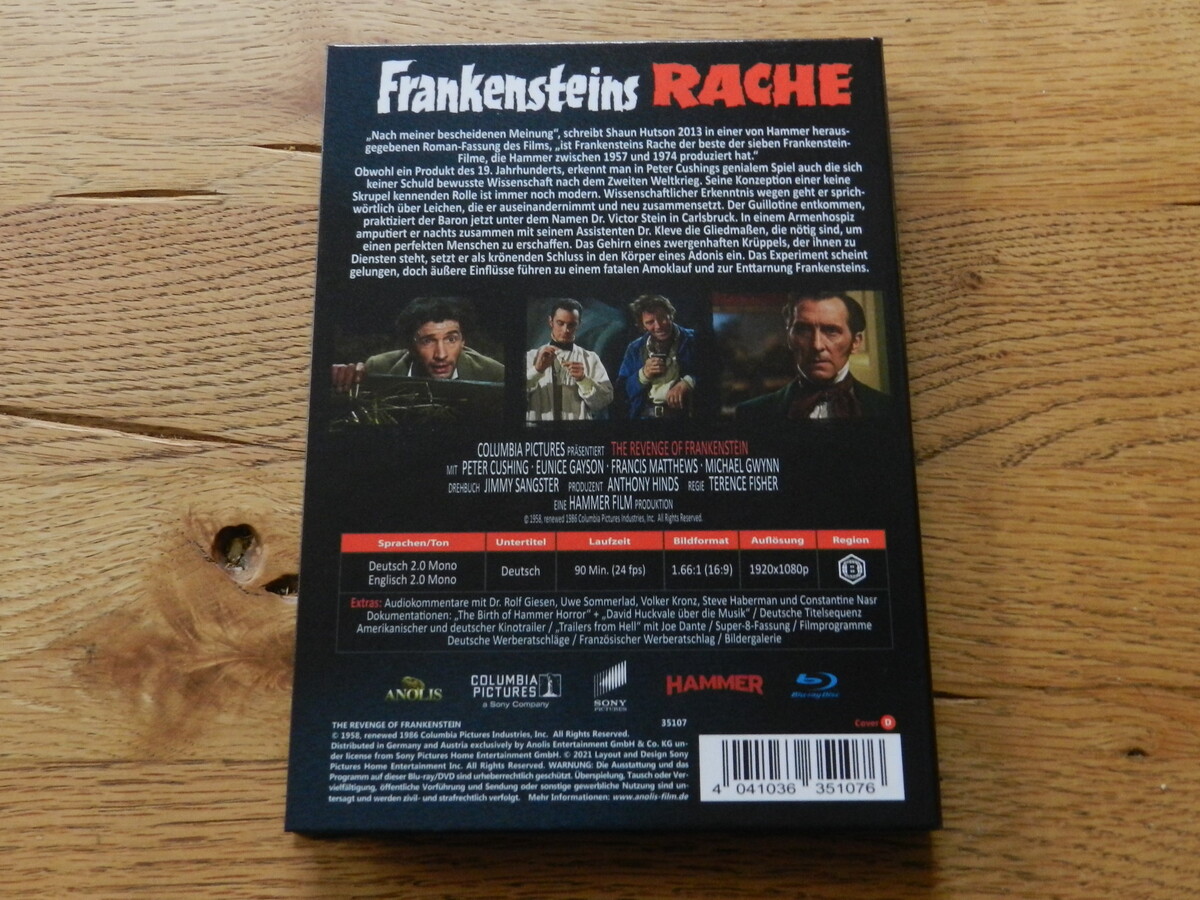 Frankensteins RACHE
„Nach meiner bescheidenen Meinung“, schreibt Shaun Hutson 2013 in einer von Hammer heraus-
gegebenen Roman-Fassung des Films, „ist Frankensteins Rache der beste der sieben Frankenstein-
Filme, die Hammer zwischen 1957 und 1974 produziert hat.“
Obwohl ein Produkt des 19. Jahrhunderts, erkennt man in Peter Cushings genialem Spiel auch die sich
keiner Schuld bewusste Wissenschaft nach dem Zweiten Weltkrieg. Seine Konzeption einer keine
Skrupel kennenden Rolle ist immer noch modern. Wissenschaftlicher Erkenntnis wegen geht er sprich-
wörtlich über Leichen, die er auseinandernimmt und neu zusammensetzt. Der Guillotine entkommen,
praktiziert der Baron jetzt unter dem Namen Dr. Victor Stein in Carlsbruck. In einem Armenhospiz
amputiert er nachts zusammen mit seinem Assistenten Dr. Kleve die Gliedmaßen, die nötig sind, um
einen perfekten Menschen zu erschaffen. Das Gehirn eines zwergenhaften Krüppels, der ihnen zu
Diensten steht, setzt er als krönenden Schluss in den Körper eines Adonis ein. Das Experiment scheint
gelungen, doch äußere Einflüsse führen zu einem fatalen Amoklauf und zur Enttarnung Frankensteins.
COLUMBIA PICTURES PRÄSENTIERT THE REVENGE OF FRANKENSTEIN
MIT PETER CUSHING · EUNICE GAYSON · FRANCIS MATTHEWS · MICHAEL GWYNN
DREHBUCH JIMMY SANGSTER PRODUZENT ANTHONY HINDS REGIE TERENCE FISHER
EINE HAMMER FILM PRODUKTION
© 1958, renewed 1986 Columbia Pictures Industries, Inc. All Rights Reserved.
Sprachen/Ton Untertitel Laufzeit Bildformat Auflösung Region
Deutsch 2.0 Mono
Englisch 2.0 Mono
Deutsch 90 Min. (24 fps) 1.66:1 (16:9) 1920x1080p B
Extras: Audiokommentare mit Dr. Rolf Giesen, Uwe Sommerlad, Volker Kronz, Steve Haberman und Constantine Nasr
Dokumentationen: „The Birth of Hammer Horror“ + „David Huckvale über die Musik“ / Deutsche Titelsequenz
Amerikanischer und deutscher Kinotrailer / „Trailers from Hell“ mit Joe Dante / Super-8-Fassung / Filmprogramme
Deutsche Werberatschläge / Französischer Werberatschlag / Bildergalerie
ANOLIS
COLUMBIA
PICTURES
a Sony Company
SONY
PICTURES
HAMMER
Blu-ray Disc
THE REVENGE OF FRANKENSTEIN 35107
© 1958, renewed 1986 Columbia Pictures Industries, Inc. All Rights Reserved.
Distributed in Germany and Austria exclusively by Anolis Entertainment GmbH & Co. KG un-
der license from Sony Pictures Home Entertainment GmbH. © 2021 Layout and Design Sony
Pictures Home Entertainment Inc. All Rights Reserved. WARNUNG: Die Ausstattung und das
Programm auf dieser Blu-ray/DVD sind urheberrechtlich geschützt. Überspielung, Tausch oder Ver-
vielfältigung, öffentliche Vorführung und Sendung oder sonstige gewerbliche Nutzung sind un-
tersagt und werden zivil- und strafrechtlich verfolgt. Mehr Informationen: www.anolis-film.de
Cover D
4 041036 351076